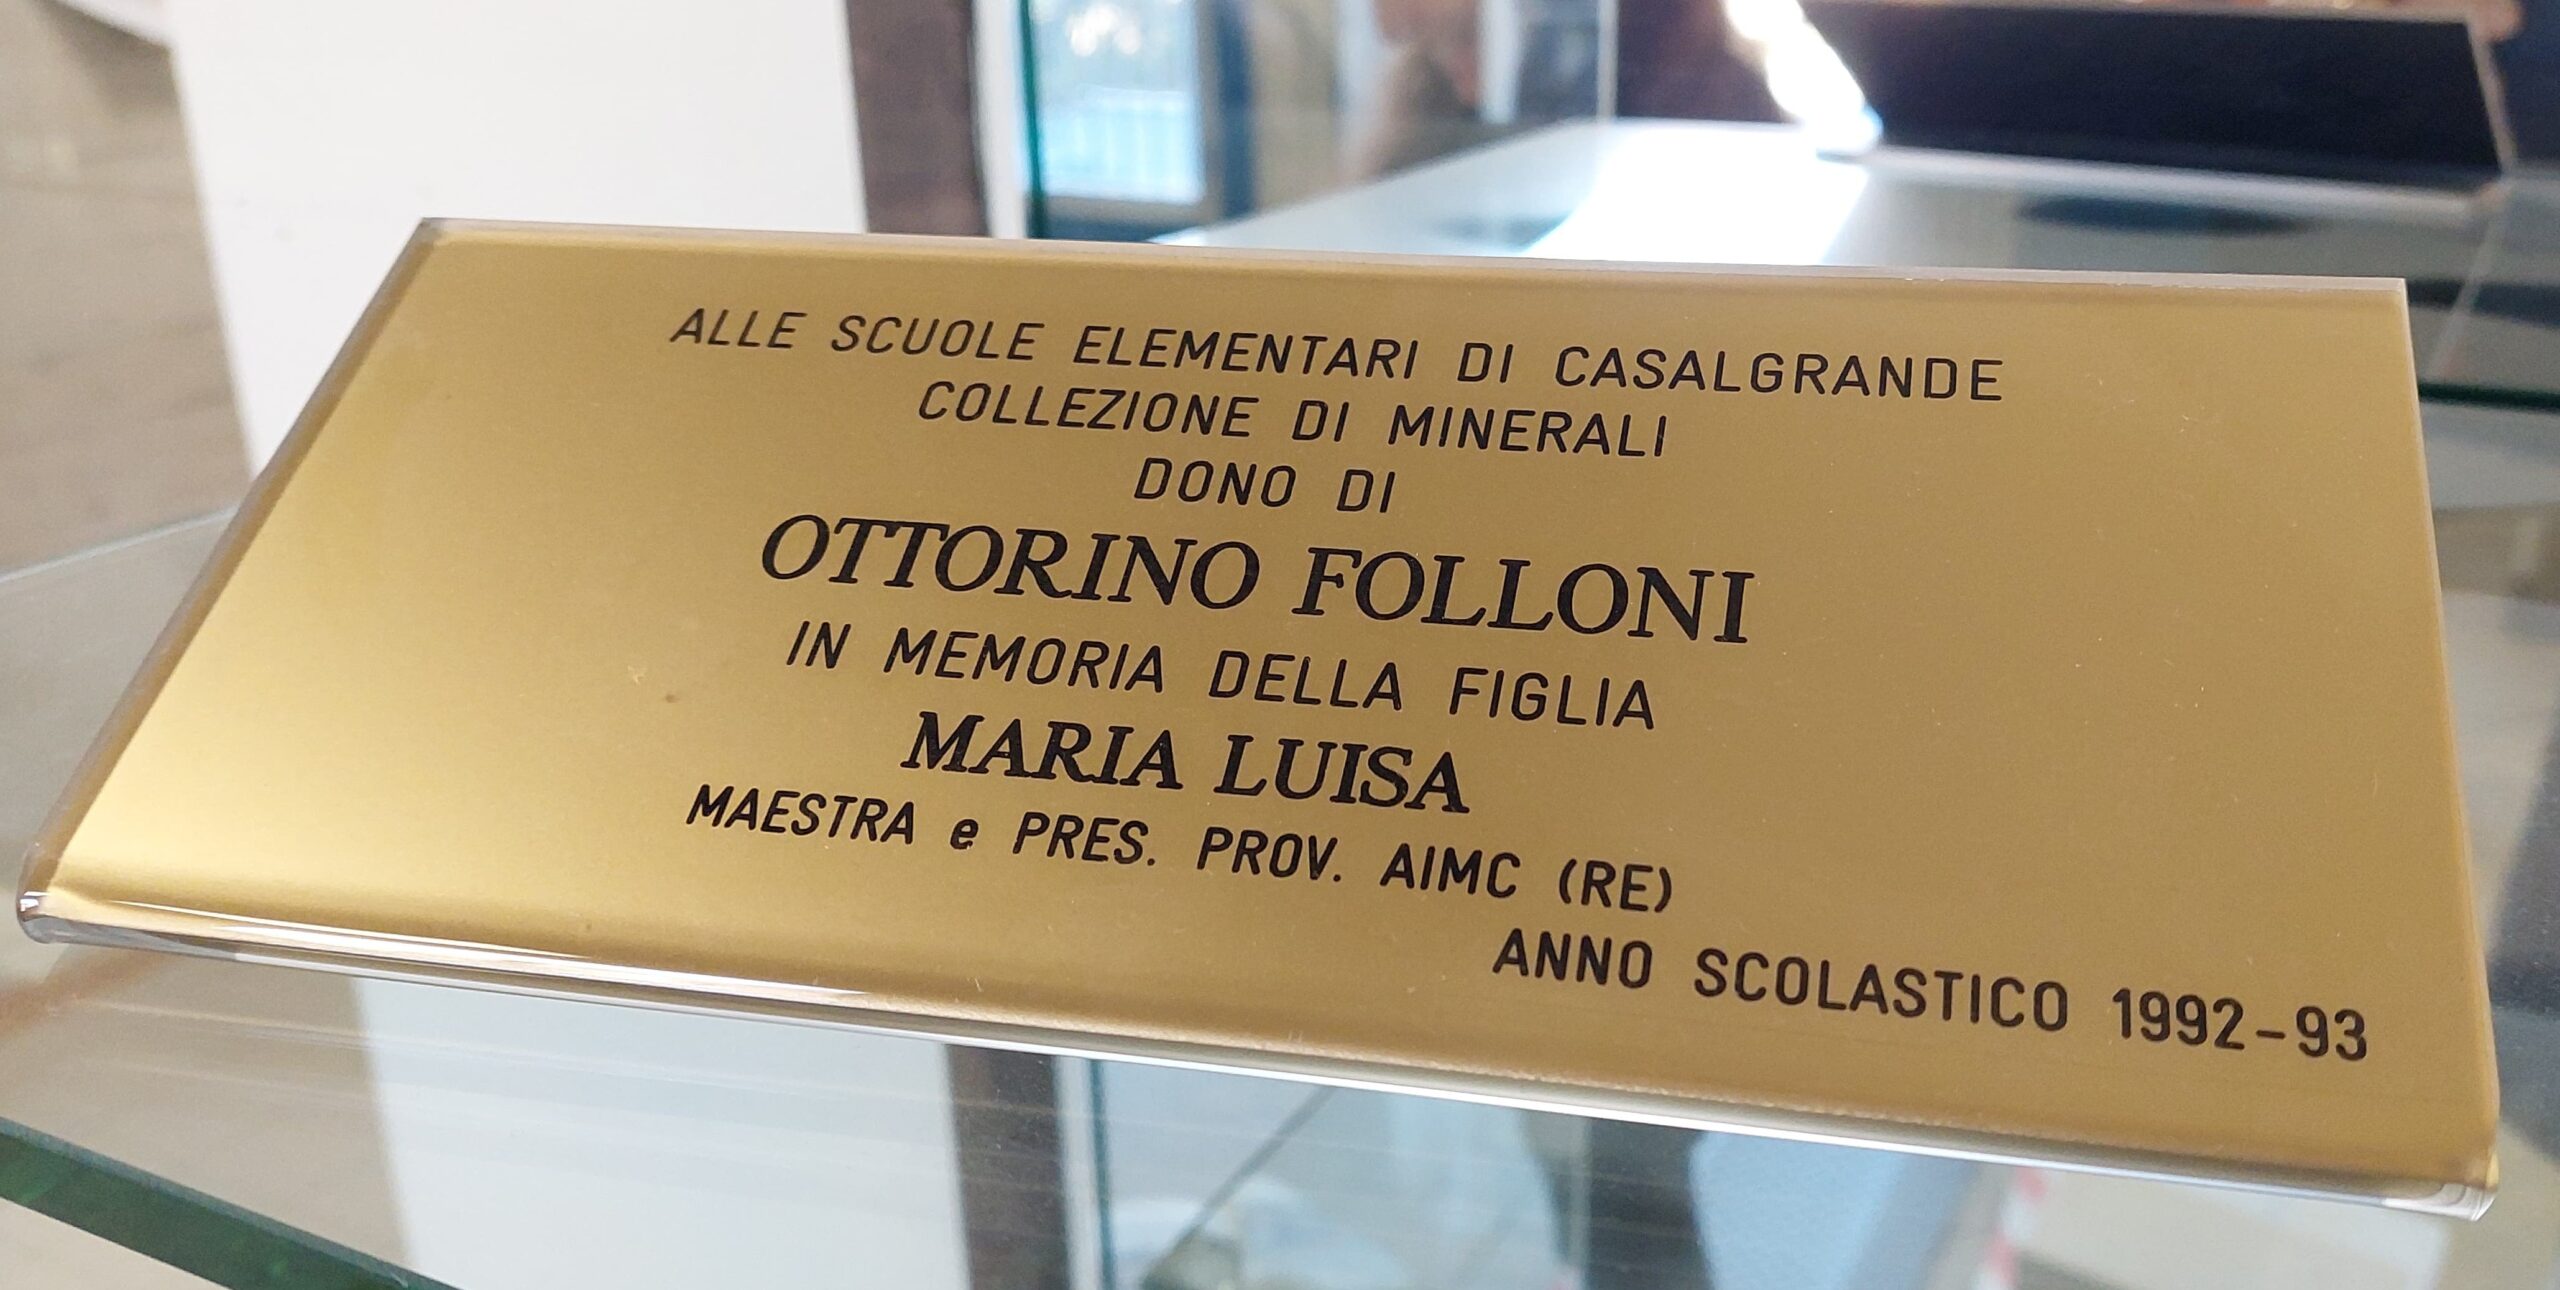 ALLE SCUOLE ELEMENTARI DI CASALGRANDE
COLLEZIONE DI MINERALI
DONO DI
OTTORINO FOLLONI
IN MEMORIA DELLA FIGLIA
MARIA LUISA
MAESTRA e PRES. PROV. AIMC (RE)
ANNO SCOLASTICO 1992-93